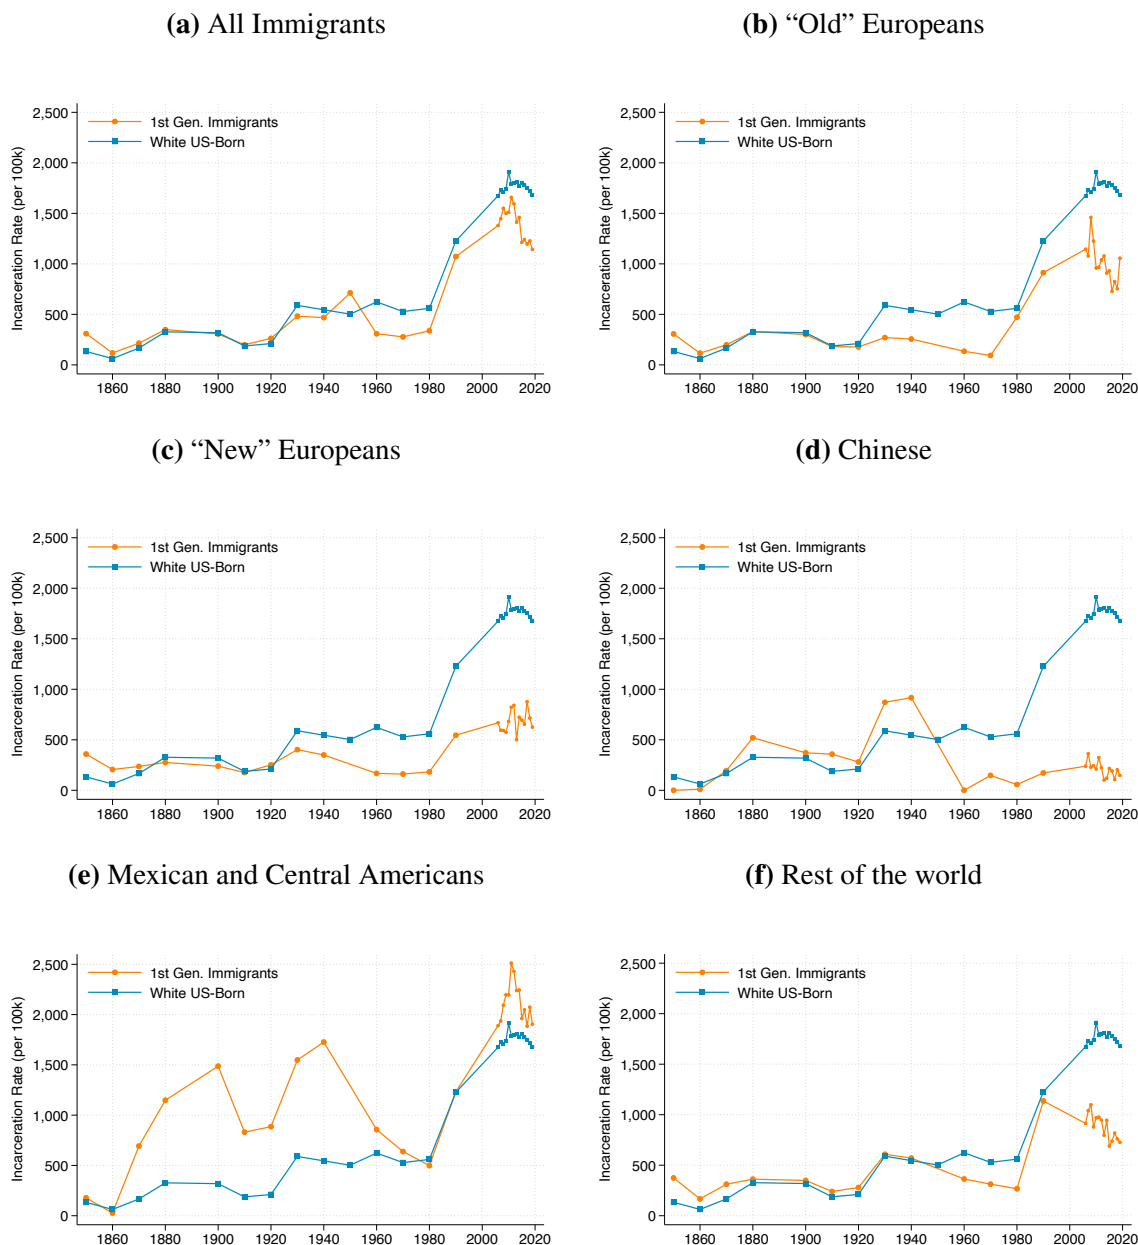 (a) All Immigrants
2,500
2,000
1,500
1,000
500
0
Incarceration Rate (per 100k)
1st Gen. Immigrants
White US-Born
1860 1880 1900 1920 1940 1960 1980 2000 2020
(b) “Old” Europeans
2,500
2,000
1,500
1,000
500
0
Incarceration Rate (per 100k)
1st Gen. Immigrants
White US-Born
1860 1880 1900 1920 1940 1960 1980 2000 2020
(c) “New” Europeans
2,500
2,000
1,500
1,000
500
0
Incarceration Rate (per 100k)
1st Gen. Immigrants
White US-Born
1860 1880 1900 1920 1940 1960 1980 2000 2020
(d) Chinese
2,500
2,000
1,500
1,000
500
0
Incarceration Rate (per 100k)
1st Gen. Immigrants
White US-Born
1860 1880 1900 1920 1940 1960 1980 2000 2020
(e) Mexican and Central Americans
2,500
2,000
1,500
1,000
500
0
Incarceration Rate (per 100k)
1st Gen. Immigrants
White US-Born
1860 1880 1900 1920 1940 1960 1980 2000 2020
(f) Rest of the world
2,500
2,000
1,500
1,000
500
0
Incarceration Rate (per 100k)
1st Gen. Immigrants
White US-Born
1860 1880 1900 1920 1940 1960 1980 2000 2020